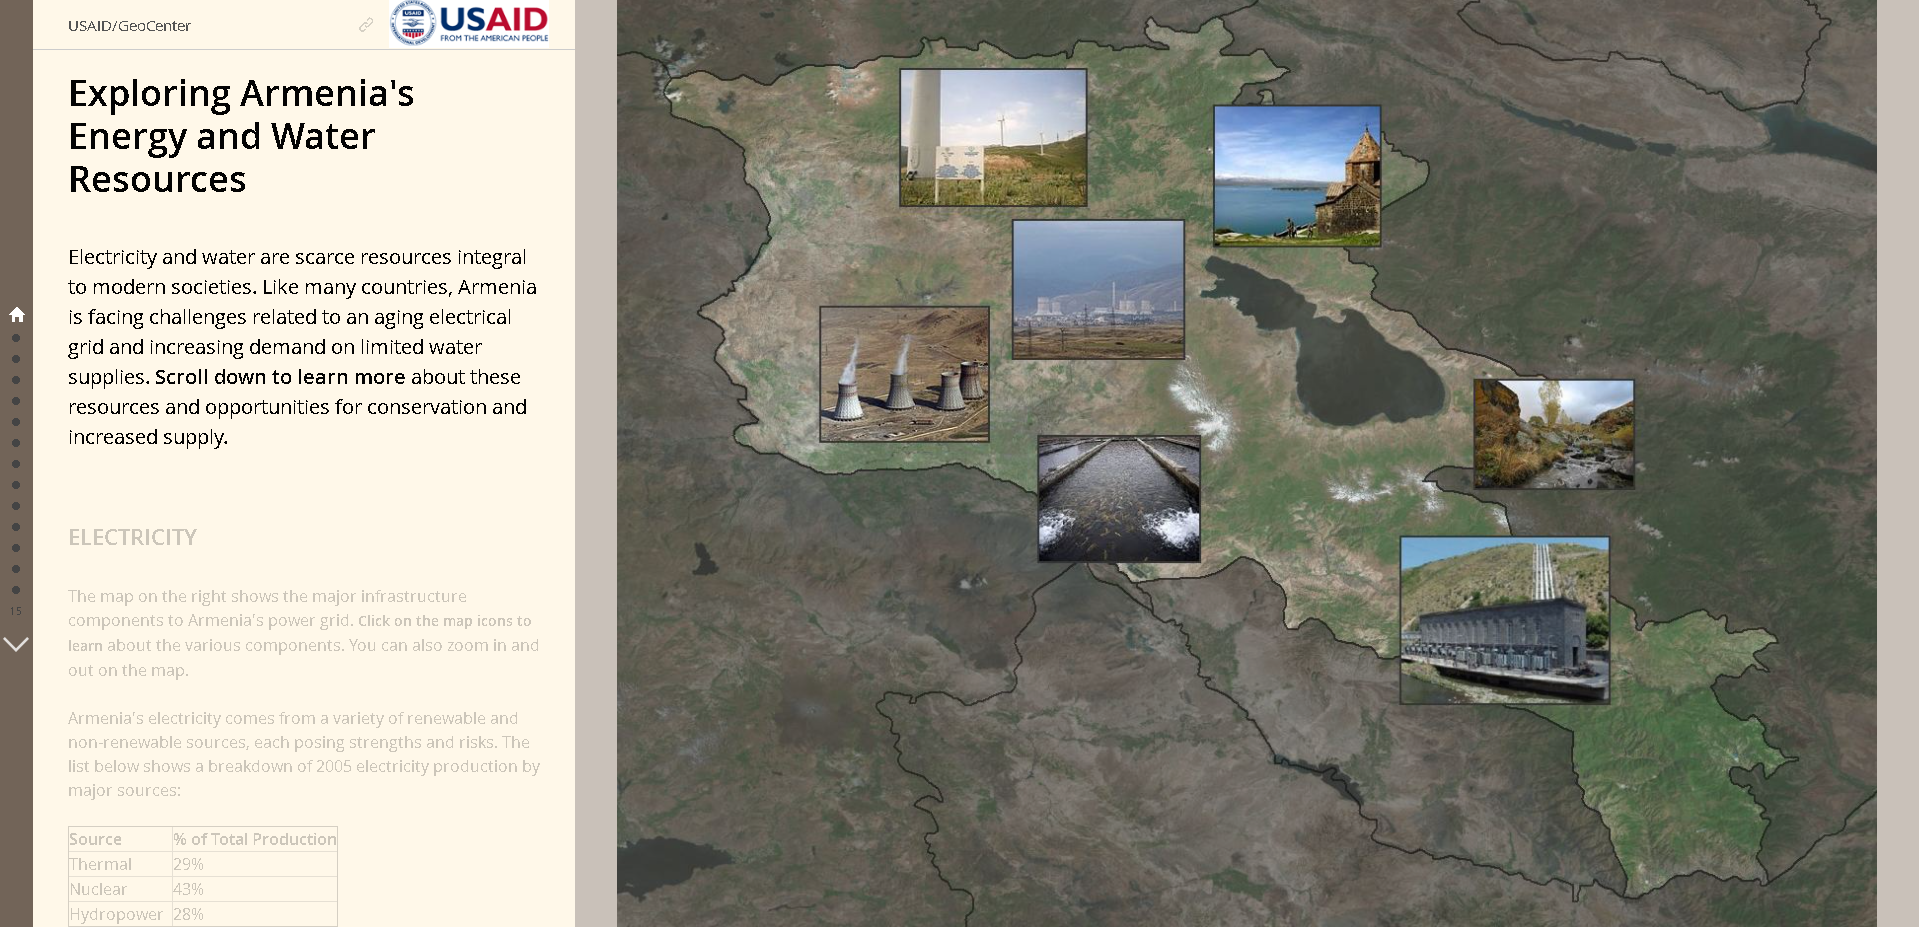 USAID/GeoCenter
USAID
FROM THE AMERICAN PEOPLE
Exploring Armenia's
Energy and Water
Resources
Electricity and water are scarce resources integral
to modern societies. Like many countries, Armenia
is facing challenges related to an aging electrical
grid and increasing demand on limited water
supplies. Scroll down to learn more about these
resources and opportunities for conservation and
increased supply.
ELECTRICITY
The map on the right shows the major infrastructure
components to Armenia's power grid. Click on the map icons to
learn about the various components. You can also zoom in and
out on the map.
Armenia's electricity comes from a variety of renewable and
non-renewable sources, each posing strengths and risks. The
list below shows a breakdown of 2005 electricity production by
major sources:
Source % of Total Production
Thermal 29%
Nuclear 43%
Hydropower 28%
15